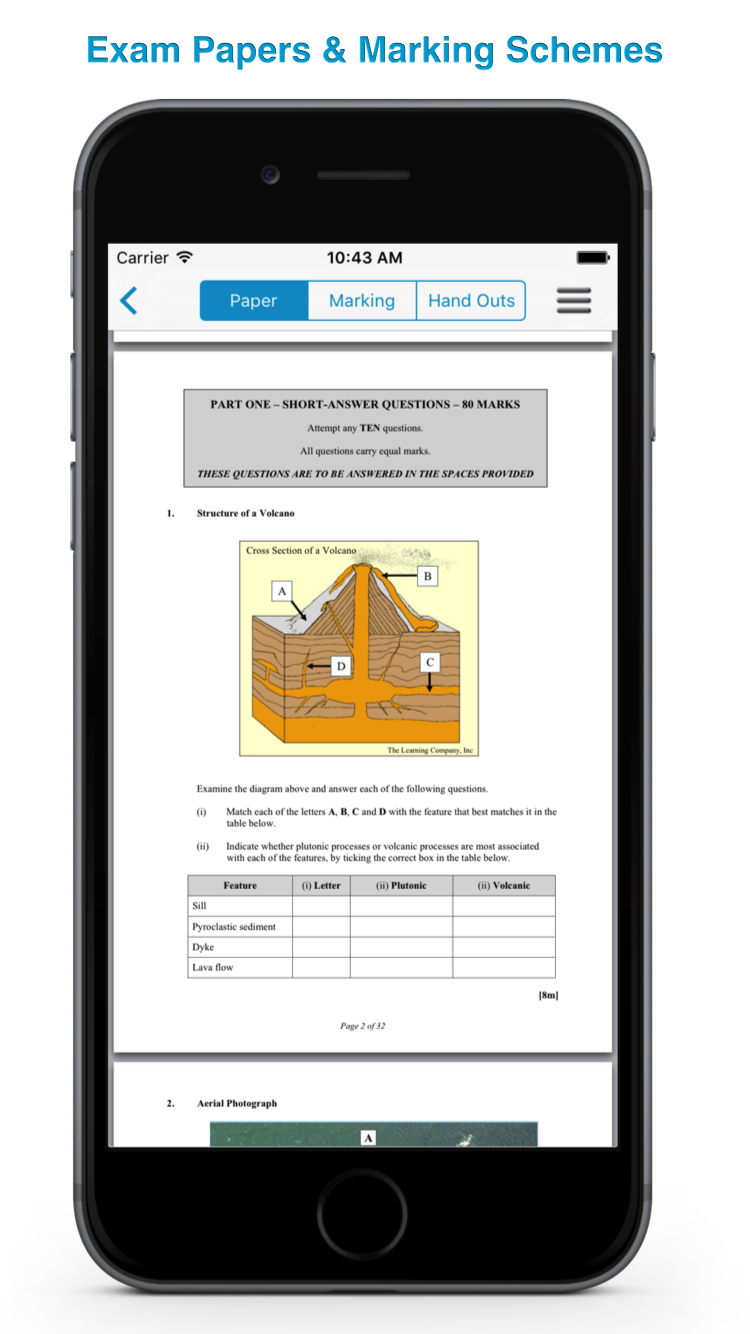 Exam Papers & Marking Schemes
Carrier 10:43 AM
Paper Marking Hand Outs
PART ONE – SHORT-ANSWER QUESTIONS – 80 MARKS
Attempt any TEN questions.
All questions carry equal marks.
THESE QUESTIONS ARE TO BE ANSWERED IN THE SPACES PROVIDED
1. Structure of a Volcano
Cross Section of a Volcano
B
A
C
D
The Learning Company, Inc
Examine the diagram above and answer each of the following questions.
(i) Match each of the letters A, B, C and D with the feature that best matches it in the
table below.
(ii) Indicate whether plutonic processes or volcanic processes are most associated
with each of the features, by ticking the correct box in the table below.
Feature (i) Letter (ii) Plutonic (ii) Volcanic
Sill
Pyroclastic sediment
Dyke
Lava flow
[8m]
Page 2 of 32
2. Aerial Photograph
A